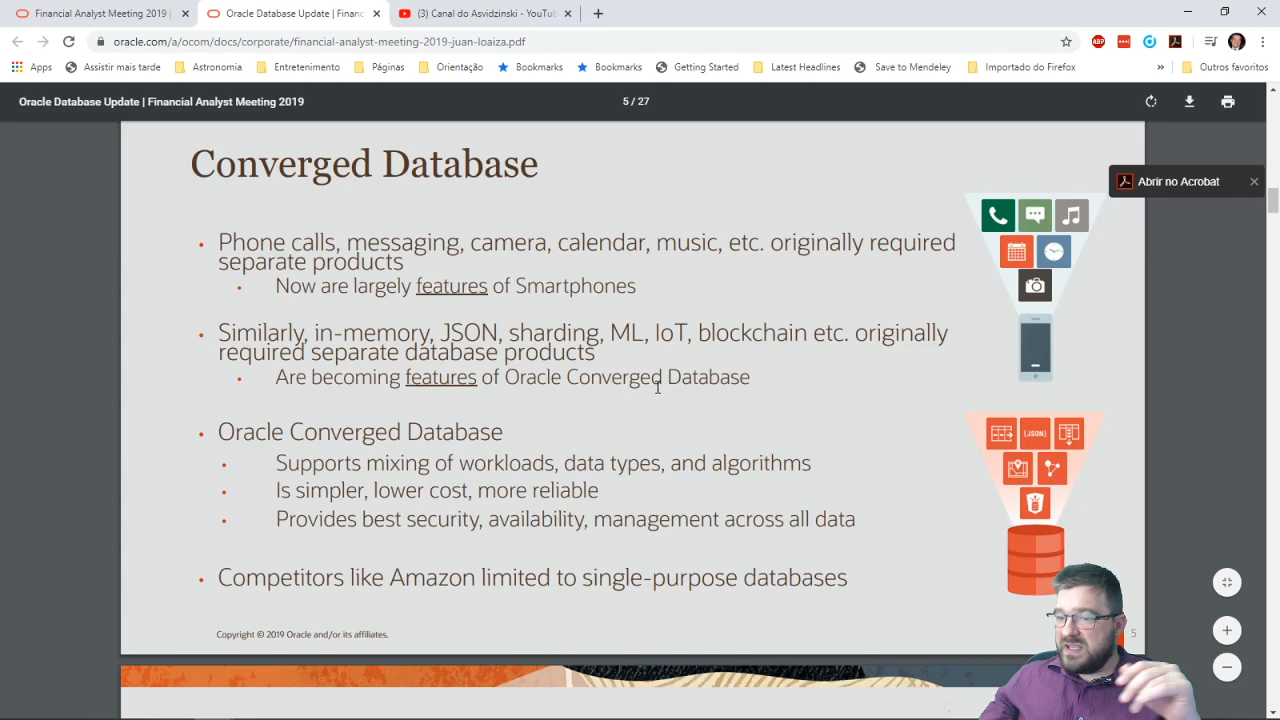 Financial Analyst Meeting 2019 |
Oracle Database Update | Financ
(3) Canal do Asvidzinski - YouTub
oracle.com/a/ocom/docs/corporate/financial-analyst-meeting-2019-juan-loaiza.pdf
ABP
Apps
Assistir mais tarde
Astronomia
Entretenimento
Páginas
Orientação
Bookmarks
Bookmarks
Getting Started
Latest Headlines
Save to Mendeley
Importado do Firefox
»
Outros favoritos
Oracle Database Update | Financial Analyst Meeting 2019
5 / 27
Abrir no Acrobat
Converged Database
• Phone calls, messaging, camera, calendar, music, etc. originally required
separate products
• Now are largely features of Smartphones
• Similarly, in-memory, JSON, sharding, ML, IoT, blockchain etc. originally
required separate database products
• Are becoming features of Oracle Converged Database
{JSON}
• Oracle Converged Database
• Supports mixing of workloads, data types, and algorithms
• Is simpler, lower cost, more reliable
• Provides best security, availability, management across all data
• Competitors like Amazon limited to single-purpose databases
Copyright © 2019 Oracle and/or its affiliates.
5